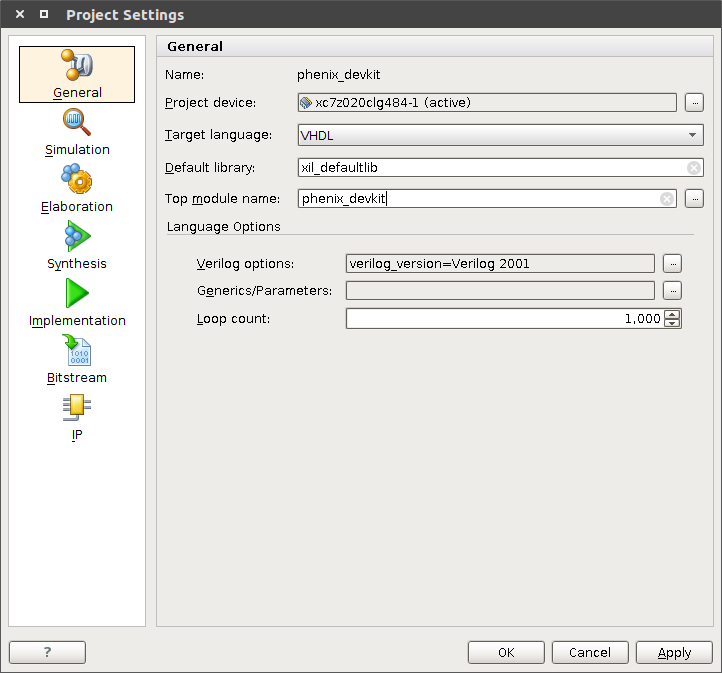 Project Settings
General
Simulation
Elaboration
Synthesis
Implementation
1010
0001
Bitstream
IP
General
Name: phenix_devkit
Project device: xc7z020clg484-1 (active) ...
Target language: VHDL
Default library: xil_defaultlib
Top module name: phenix_devkit ...
Language Options
Verilog options: verilog_version=Verilog 2001 ...
Generics/Parameters: ...
Loop count: 1,000
? OK Cancel Apply